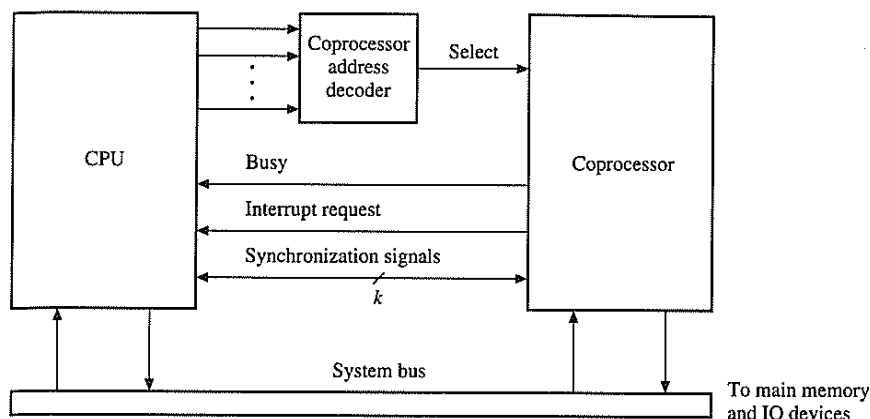 Coprocessor
address
decoder
Select
CPU
Coprocessor
Busy
Interrupt request
Synchronization signals
k
System bus
To main memory
and IO devices